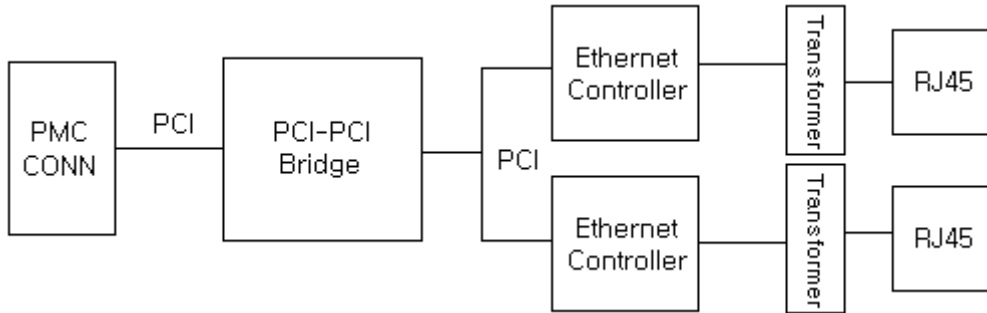 PMC
CONN
PCI
PCI-PCI
Bridge
PCI
Ethernet
Controller
Transformer
RJ45
Ethernet
Controller
Transformer
RJ45